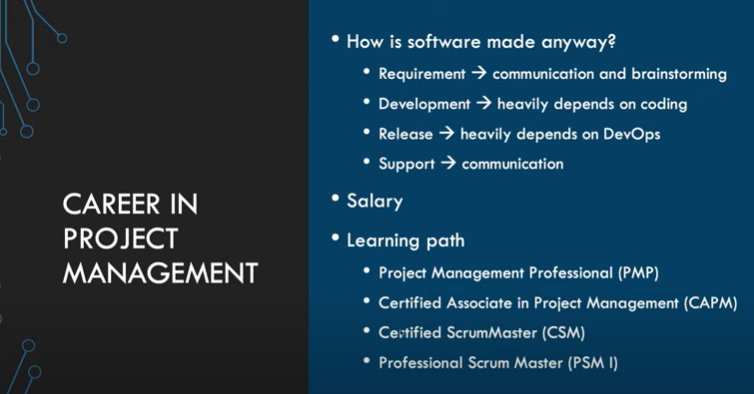 CAREER IN
PROJECT
MANAGEMENT
• How is software made anyway?
• Requirement → communication and brainstorming
• Development → heavily depends on coding
• Release → heavily depends on DevOps
• Support → communication
• Salary
• Learning path
• Project Management Professional (PMP)
• Certified Associate in Project Management (CAPM)
• Certified ScrumMaster (CSM)
• Professional Scrum Master (PSM I)